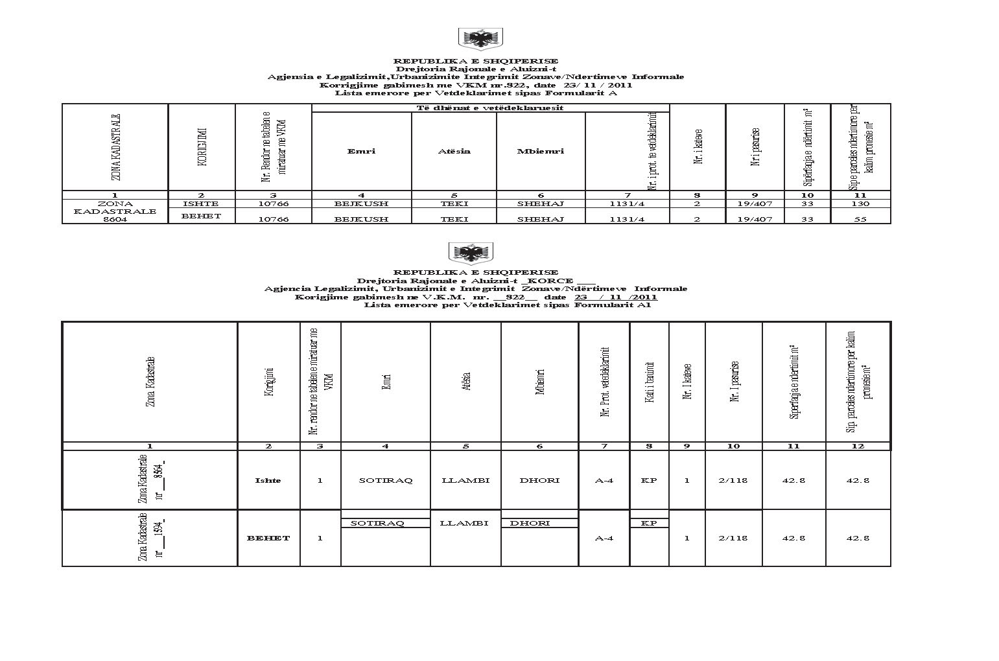 REPUBLIKA E SHQIPERISE
Drejtoria Rajonale e Aluizni-t
Agjensia e Legalizimit,Urbanizimite Integrimit Zonave/Ndertimeve Informale
Korrigjime gabimesh me VKM nr.822, date 23/ 11 / 2011
Lista emerore per Vetdeklarimet sipas Formularit A
ZONA KADASTRALE
KORIGJIMI
Nr. Rendor ne tabelen e
miratuar me VKM
Të dhënat e vetëdeklaruesit
Emri
Atësia
Mbiemri
Nr. i prot. te vetdeklarimit
Nr. i kateve
Nr i pasurise
Sipërfaqja e ndërtimit m²
Sip e parceles ndertimore per
kalim pronesie m²
1 2 3 4 5 6 7 8 9 10 11
ZONA KADASTRALE 8604
ISHTE 10766 BEJKUSH TEKI SHEHAJ 1131/4 2 19/407 33 130
BEHET 10766 BEJKUSH TEKI SHEHAJ 1131/4 2 19/407 33 55
REPUBLIKA E SHQIPERISE
Drejtoria Rajonale e Aluizni-t _KORCE ___
Agjencia Legalizimit, Urbanizimit e Integrimit Zonave/Ndërtimeve Informale
Korigjime gabimesh ne V.K.M. nr. __822__ date 23 / 11 /2011
Lista emerore per Vetdeklarimet sipas Formularit A1
Zona Kadastrale
Korigjimi
Nr. rendor ne tabelen e miratuar me
VKM
Emri
Atësia
Mbiemri
Nr. Prot. vetedeklarimit
Kati i banimit
Nr. I kateve
Nr. I pasurise
Siperfaqja e ndertimit m²
Sip. parceles ndertimore per kalim
pronesie m²
1 2 3 4 5 6 7 8 9 10 11 12
Zona Kadastrale
nr ___8564_
Ishte 1 SOTIRAQ LLAMBI DHORI A-4 KP 1 2/118 42.8 42.8
Zona Kadastrale
nr ___1594_
BEHET 1 SOTIRAQ LLAMBI DHORI A-4 KP 1 2/118 42.8 42.8